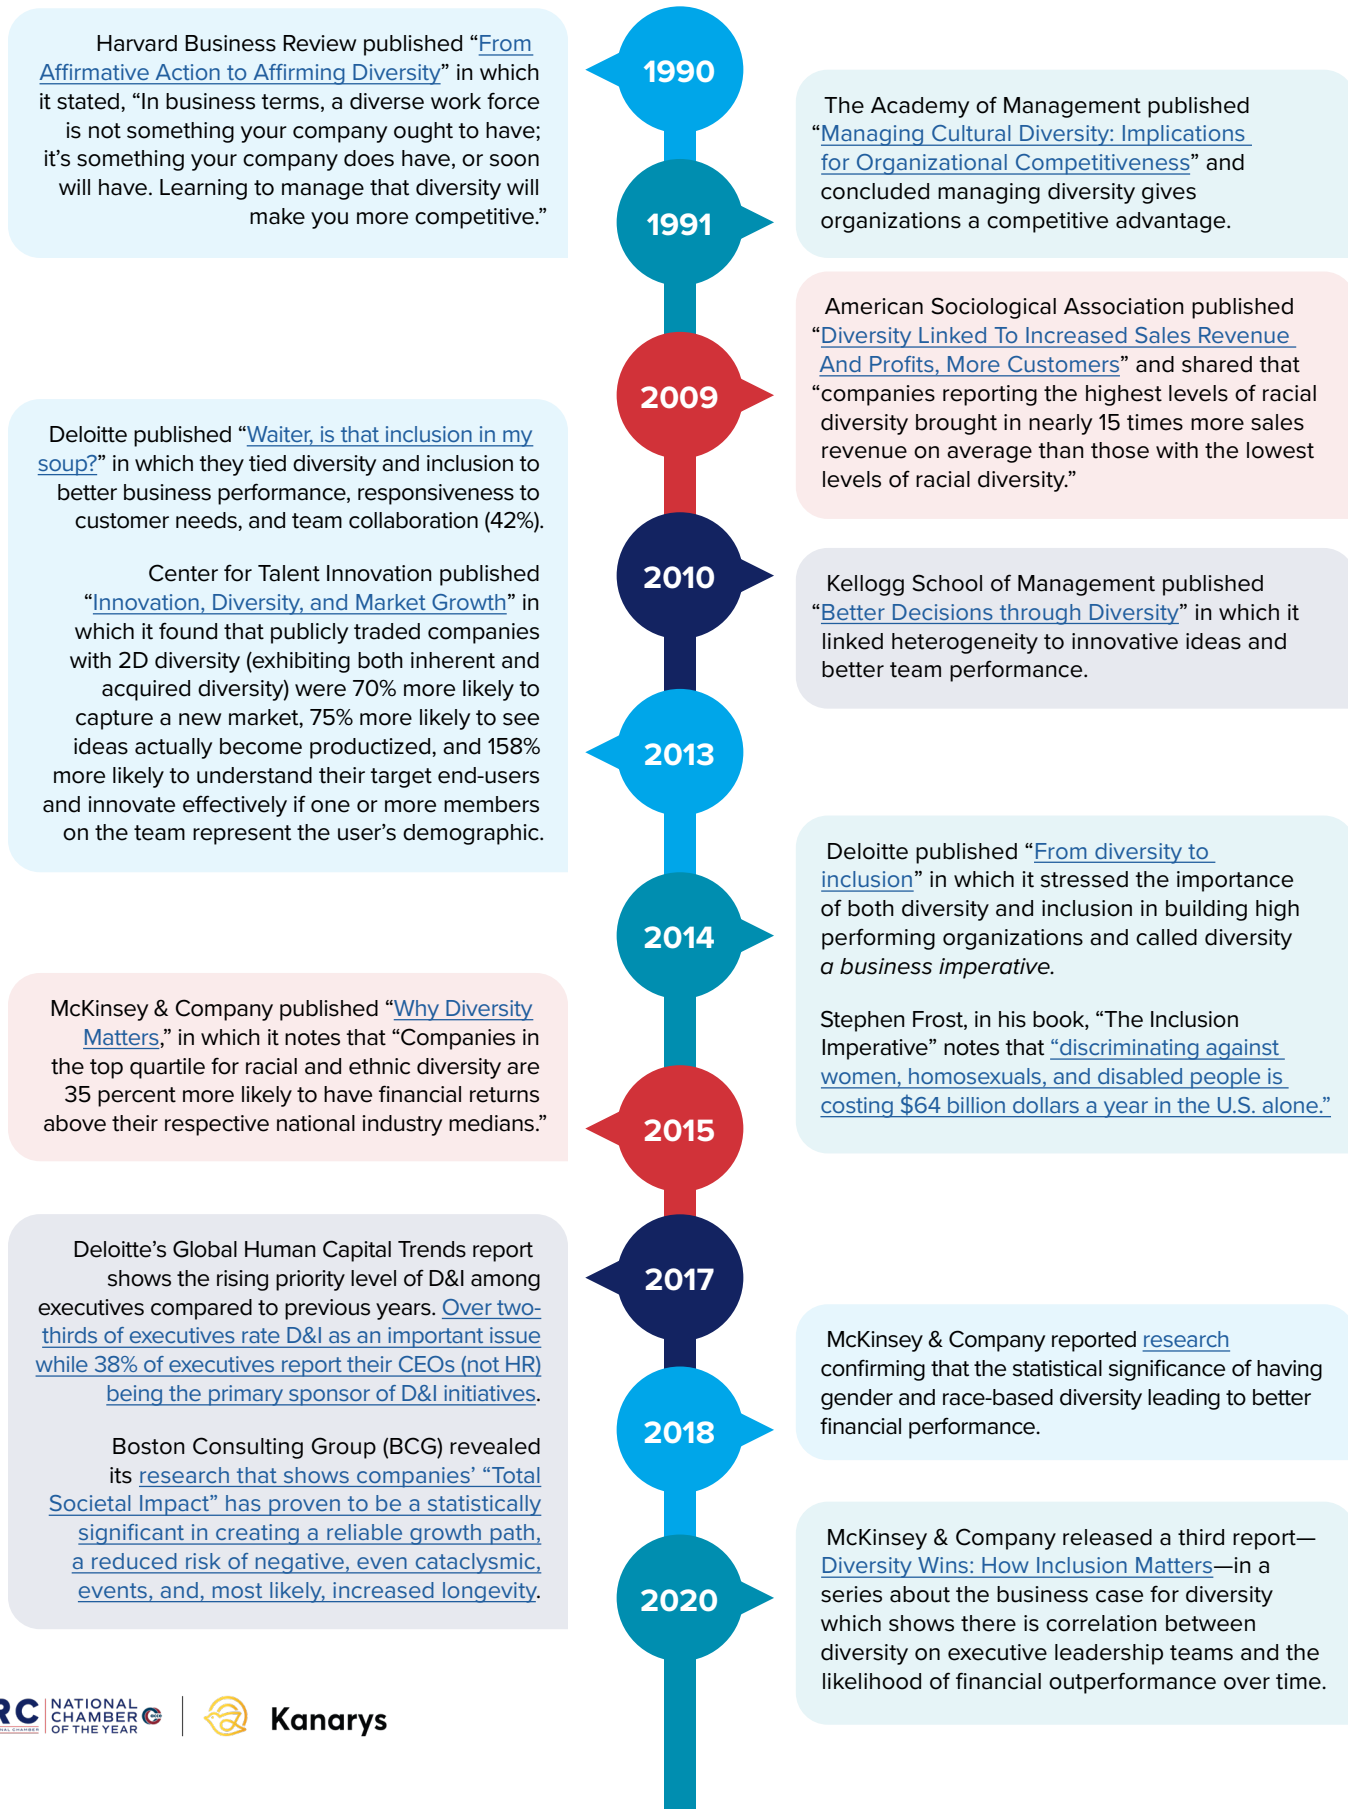 1990
Harvard Business Review published “From
Affirmative Action to Affirming Diversity” in which
it stated, “In business terms, a diverse work force
is not something your company ought to have;
it’s something your company does have, or soon
will have. Learning to manage that diversity will
make you more competitive.”
1991
The Academy of Management published
“Managing Cultural Diversity: Implications
for Organizational Competitiveness” and
concluded managing diversity gives
organizations a competitive advantage.
2009
American Sociological Association published
“Diversity Linked To Increased Sales Revenue
And Profits, More Customers” and shared that
“companies reporting the highest levels of racial
diversity brought in nearly 15 times more sales
revenue on average than those with the lowest
levels of racial diversity.”
2010
Kellogg School of Management published
“Better Decisions through Diversity” in which it
linked heterogeneity to innovative ideas and
better team performance.
2013
Deloitte published “Waiter, is that inclusion in my
soup?” in which they tied diversity and inclusion to
better business performance, responsiveness to
customer needs, and team collaboration (42%).
Center for Talent Innovation published
“Innovation, Diversity, and Market Growth” in
which it found that publicly traded companies
with 2D diversity (exhibiting both inherent and
acquired diversity) were 70% more likely to
capture a new market, 75% more likely to see
ideas actually become productized, and 158%
more likely to understand their target end-users
and innovate effectively if one or more members
on the team represent the user’s demographic.
2014
Deloitte published “From diversity to
inclusion” in which it stressed the importance
of both diversity and inclusion in building high
performing organizations and called diversity
a business imperative.
Stephen Frost, in his book, “The Inclusion
Imperative” notes that “discriminating against
women, homosexuals, and disabled people is
costing $64 billion dollars a year in the U.S. alone.”
2015
McKinsey & Company published “Why Diversity
Matters,” in which it notes that “Companies in
the top quartile for racial and ethnic diversity are
35 percent more likely to have financial returns
above their respective national industry medians.”
2017
Deloitte’s Global Human Capital Trends report
shows the rising priority level of D&I among
executives compared to previous years. Over two-
thirds of executives rate D&I as an important issue
while 38% of executives report their CEOs (not HR)
being the primary sponsor of D&I initiatives.
Boston Consulting Group (BCG) revealed
its research that shows companies’ “Total
Societal Impact” has proven to be a statistically
significant in creating a reliable growth path,
a reduced risk of negative, even cataclysmic,
events, and, most likely, increased longevity.
2018
McKinsey & Company reported research
confirming that the statistical significance of having
gender and race-based diversity leading to better
financial performance.
2020
McKinsey & Company released a third report—
Diversity Wins: How Inclusion Matters—in a
series about the business case for diversity
which shows there is correlation between
diversity on executive leadership teams and the
likelihood of financial outperformance over time.
RC
NATIONAL
CHAMBER
OF THE YEAR
Kanarys